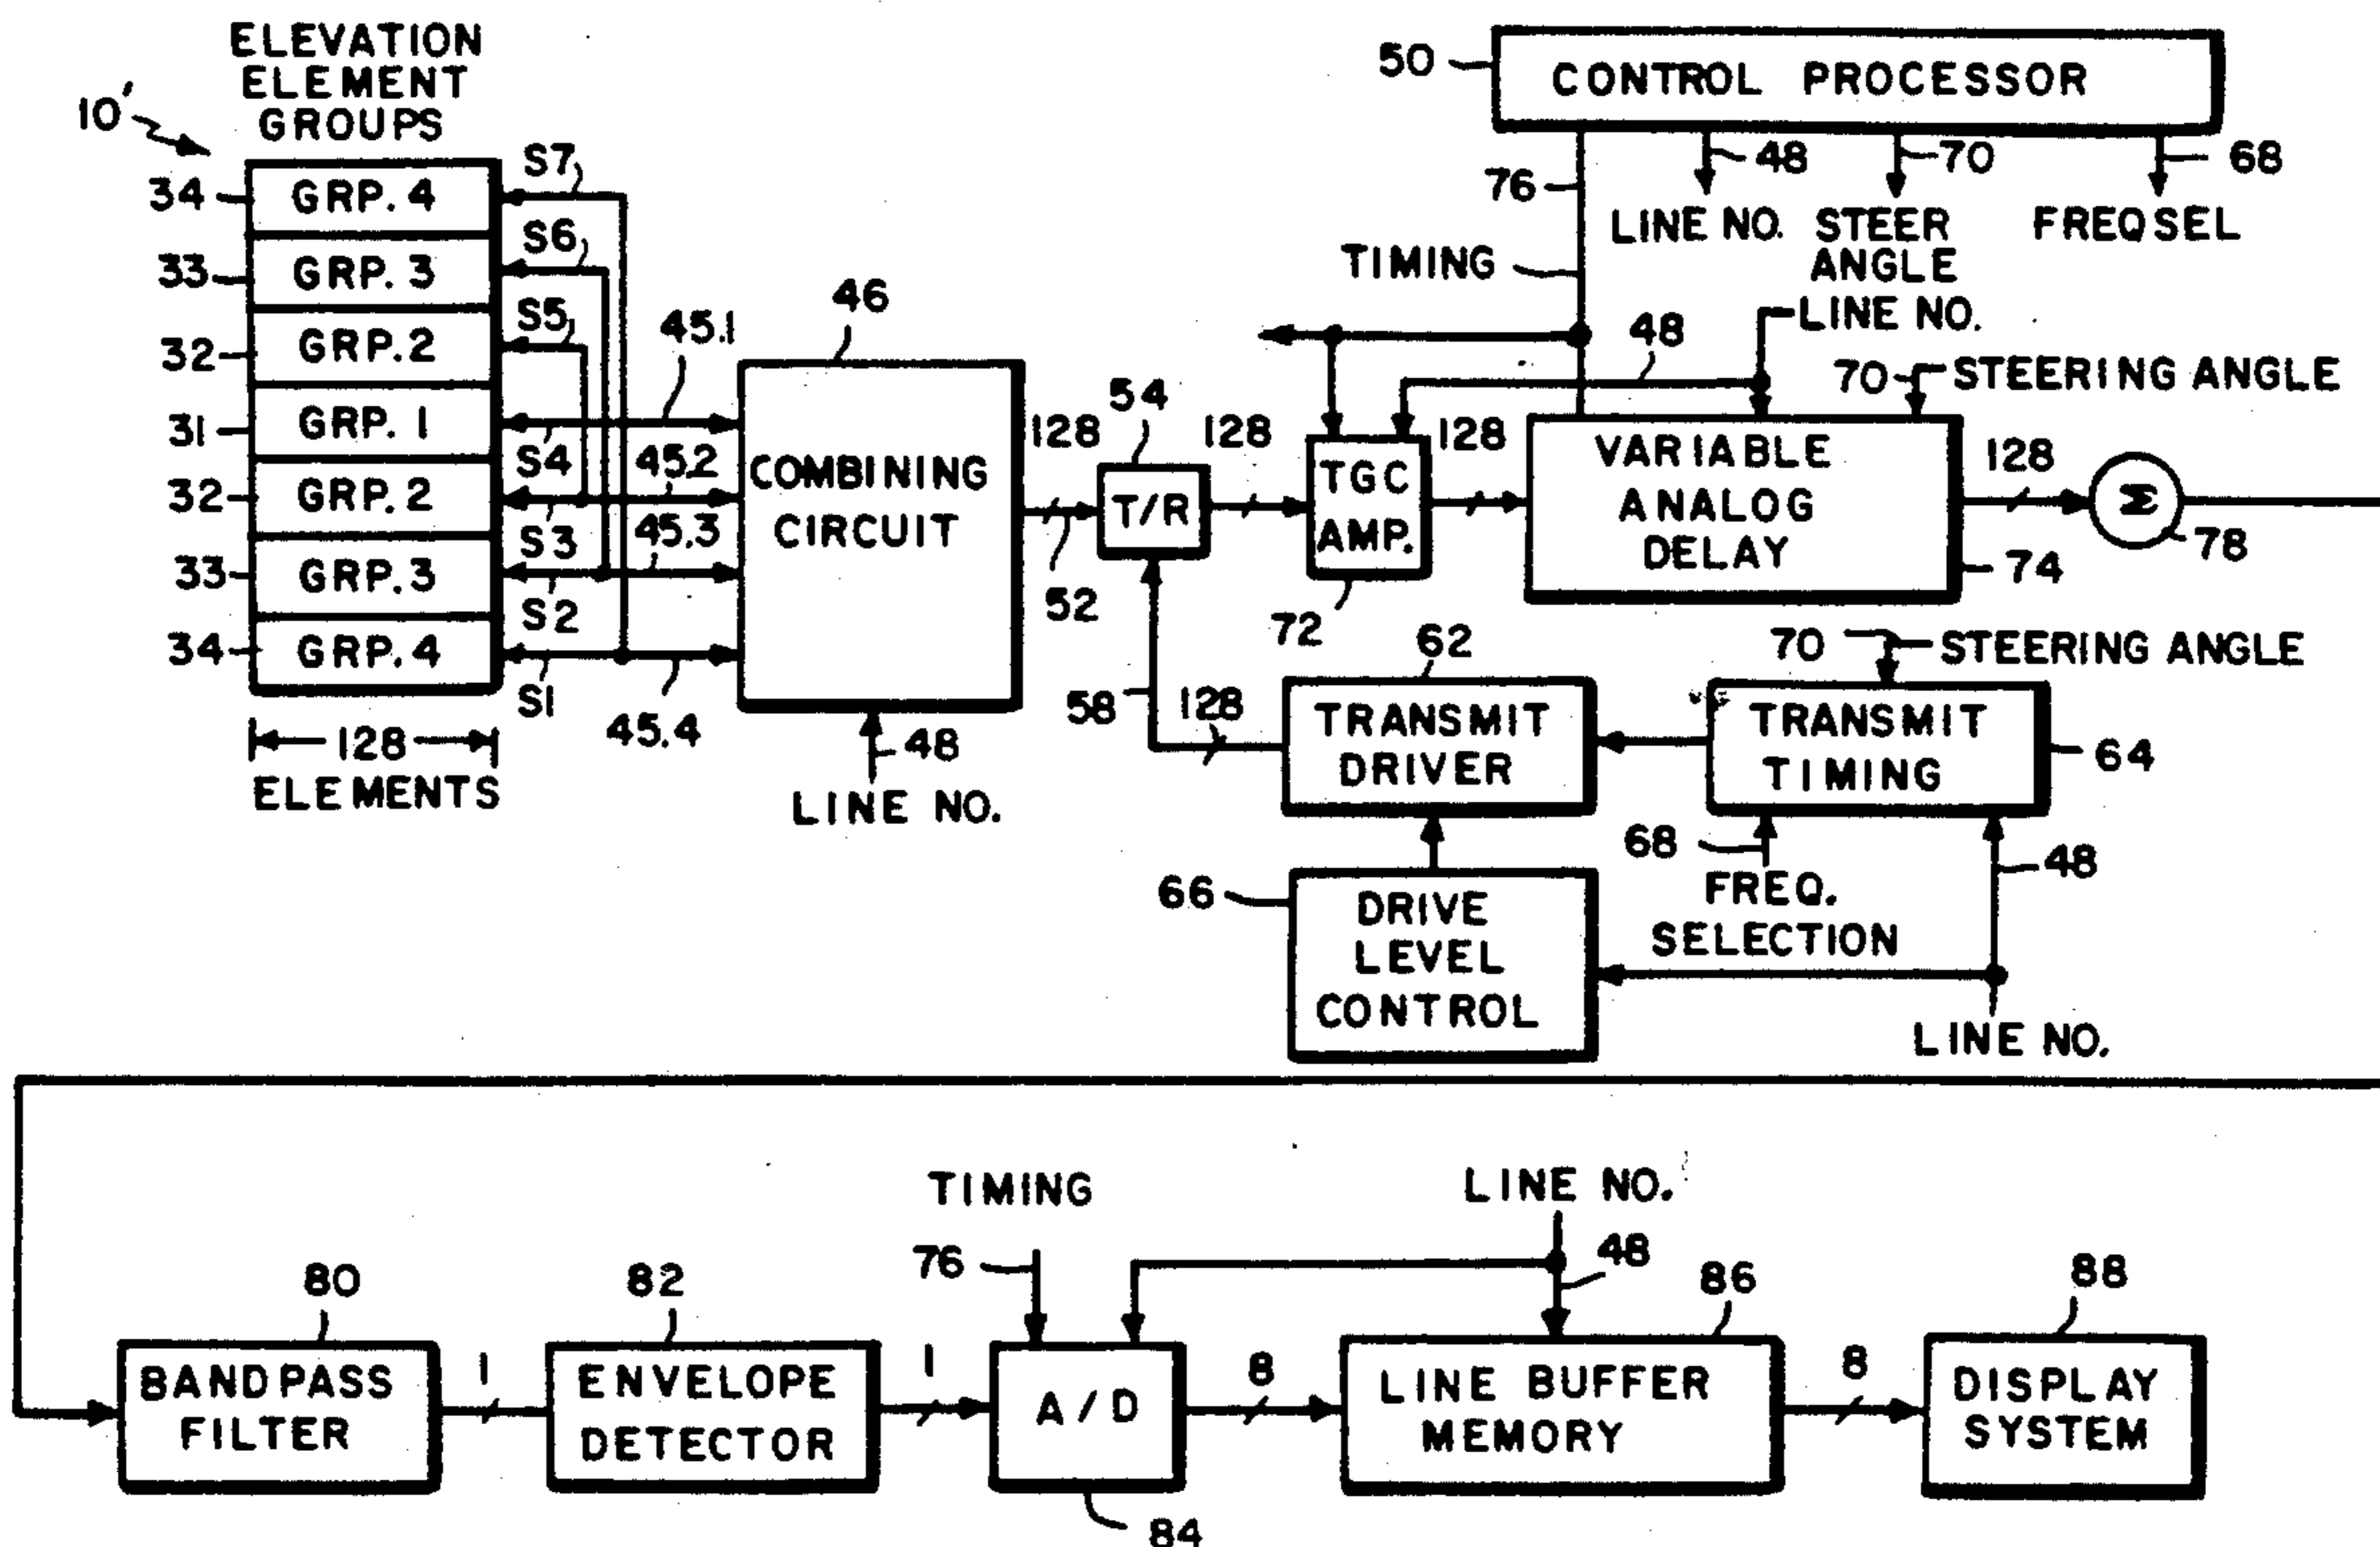 ELEVATION
ELEMENT
GROUPS
10'
34
GRP. 4
S7
33
GRP. 3
S6
32
GRP. 2
S5
31
GRP. 1
S4
45.1
32
GRP. 2
S3
45.2
33
GRP. 3
S2
45.3
34
GRP. 4
S1
45.4
128
ELEMENTS
46
COMBINING
CIRCUIT
48
LINE NO.
128
52
54
T/R
128
58
50
CONTROL PROCESSOR
76
48
70
68
LINE NO.
STEER
ANGLE
FREQ SEL
TIMING
LINE NO.
48
70
STEERING ANGLE
TGC
AMP.
72
128
VARIABLE
ANALOG
DELAY
74
128
Σ
78
62
128
TRANSMIT
DRIVER
70
STEERING ANGLE
TRANSMIT
TIMING
64
68
FREQ.
SELECTION
48
66
DRIVE
LEVEL
CONTROL
LINE NO.
TIMING
76
LINE NO.
48
80
BANDPASS
FILTER
1
82
ENVELOPE
DETECTOR
1
A/D
84
8
86
LINE BUFFER
MEMORY
8
88
DISPLAY
SYSTEM